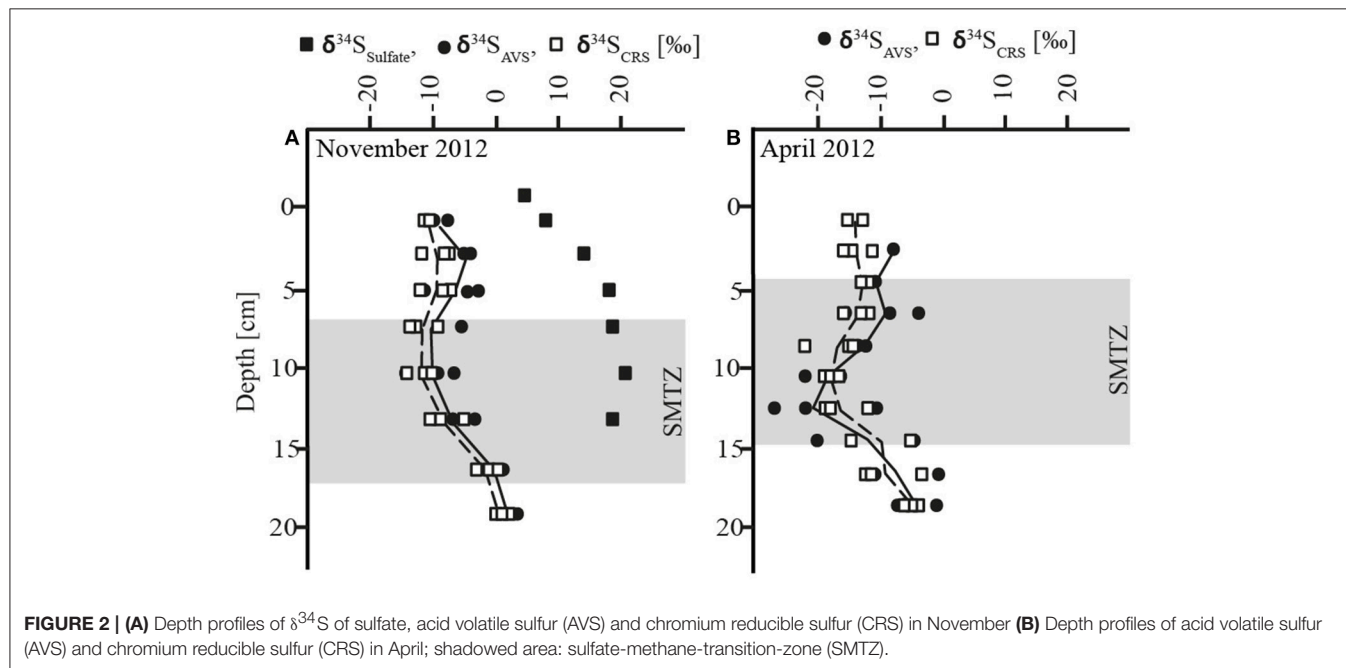 ■ δ³⁴S_Sulfate, ● δ³⁴S_AVS, □ δ³⁴S_CRS [‰]
-20 -10 0 10 20
A
November 2012
0
5
10
15
20
Depth [cm]
SMTZ
● δ³⁴S_AVS, □ δ³⁴S_CRS [‰]
-20 -10 0 10 20
B
April 2012
0
5
10
15
20
SMTZ
FIGURE 2 | (A) Depth profiles of δ³⁴S of sulfate, acid volatile sulfur (AVS) and chromium reducible sulfur (CRS) in November (B) Depth profiles of acid volatile sulfur
(AVS) and chromium reducible sulfur (CRS) in April; shadowed area: sulfate-methane-transition-zone (SMTZ).